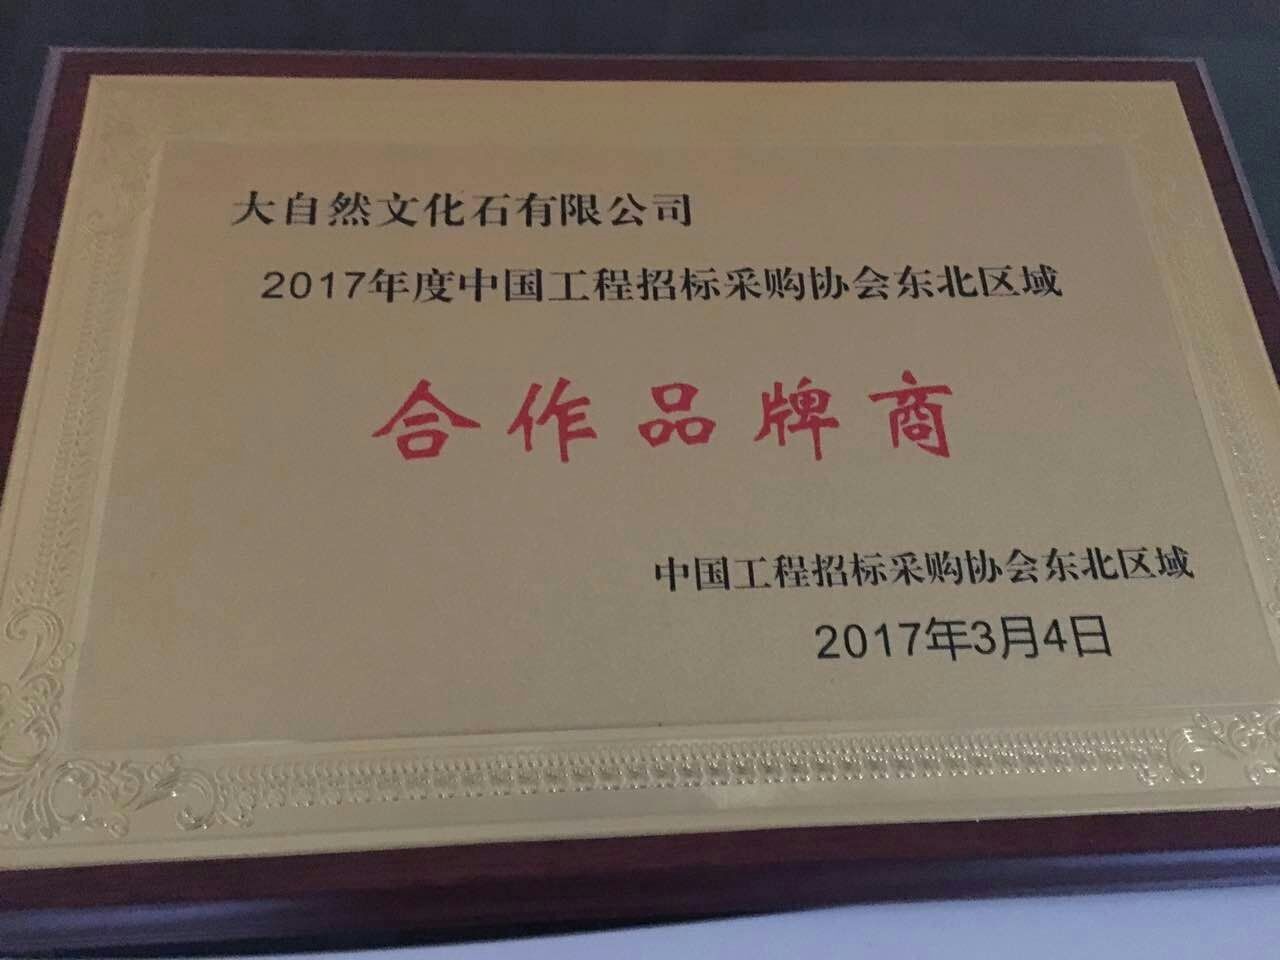 大自然文化石有限公司
2017年度中国工程招标采购协会东北区域
合作品牌商
中国工程招标采购协会东北区域
2017年3月4日